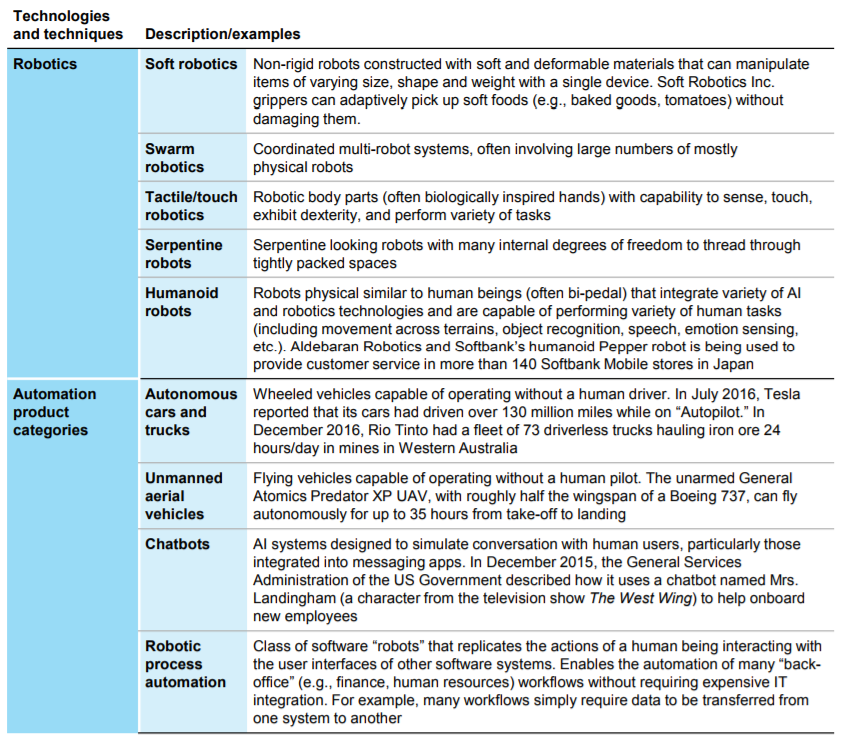 Technologies
and techniques
Description/examples
Robotics
Soft robotics
Non-rigid robots constructed with soft and deformable materials that can manipulate
items of varying size, shape and weight with a single device. Soft Robotics Inc.
grippers can adaptively pick up soft foods (e.g., baked goods, tomatoes) without
damaging them.
Swarm
robotics
Coordinated multi-robot systems, often involving large numbers of mostly
physical robots
Tactile/touch
robotics
Robotic body parts (often biologically inspired hands) with capability to sense, touch,
exhibit dexterity, and perform variety of tasks
Serpentine
robots
Serpentine looking robots with many internal degrees of freedom to thread through
tightly packed spaces
Humanoid
robots
Robots physical similar to human beings (often bi-pedal) that integrate variety of AI
and robotics technologies and are capable of performing variety of human tasks
(including movement across terrains, object recognition, speech, emotion sensing,
etc.). Aldebaran Robotics and Softbank’s humanoid Pepper robot is being used to
provide customer service in more than 140 Softbank Mobile stores in Japan
Automation
product
categories
Autonomous
cars and
trucks
Wheeled vehicles capable of operating without a human driver. In July 2016, Tesla
reported that its cars had driven over 130 million miles while on “Autopilot.” In
December 2016, Rio Tinto had a fleet of 73 driverless trucks hauling iron ore 24
hours/day in mines in Western Australia
Unmanned
aerial
vehicles
Flying vehicles capable of operating without a human pilot. The unarmed General
Atomics Predator XP UAV, with roughly half the wingspan of a Boeing 737, can fly
autonomously for up to 35 hours from take-off to landing
Chatbots
AI systems designed to simulate conversation with human users, particularly those
integrated into messaging apps. In December 2015, the General Services
Administration of the US Government described how it uses a chatbot named Mrs.
Landingham (a character from the television show The West Wing) to help onboard
new employees
Robotic
process
automation
Class of software “robots” that replicates the actions of a human being interacting with
the user interfaces of other software systems. Enables the automation of many “back-
office” (e.g., finance, human resources) workflows without requiring expensive IT
integration. For example, many workflows simply require data to be transferred from
one system to another